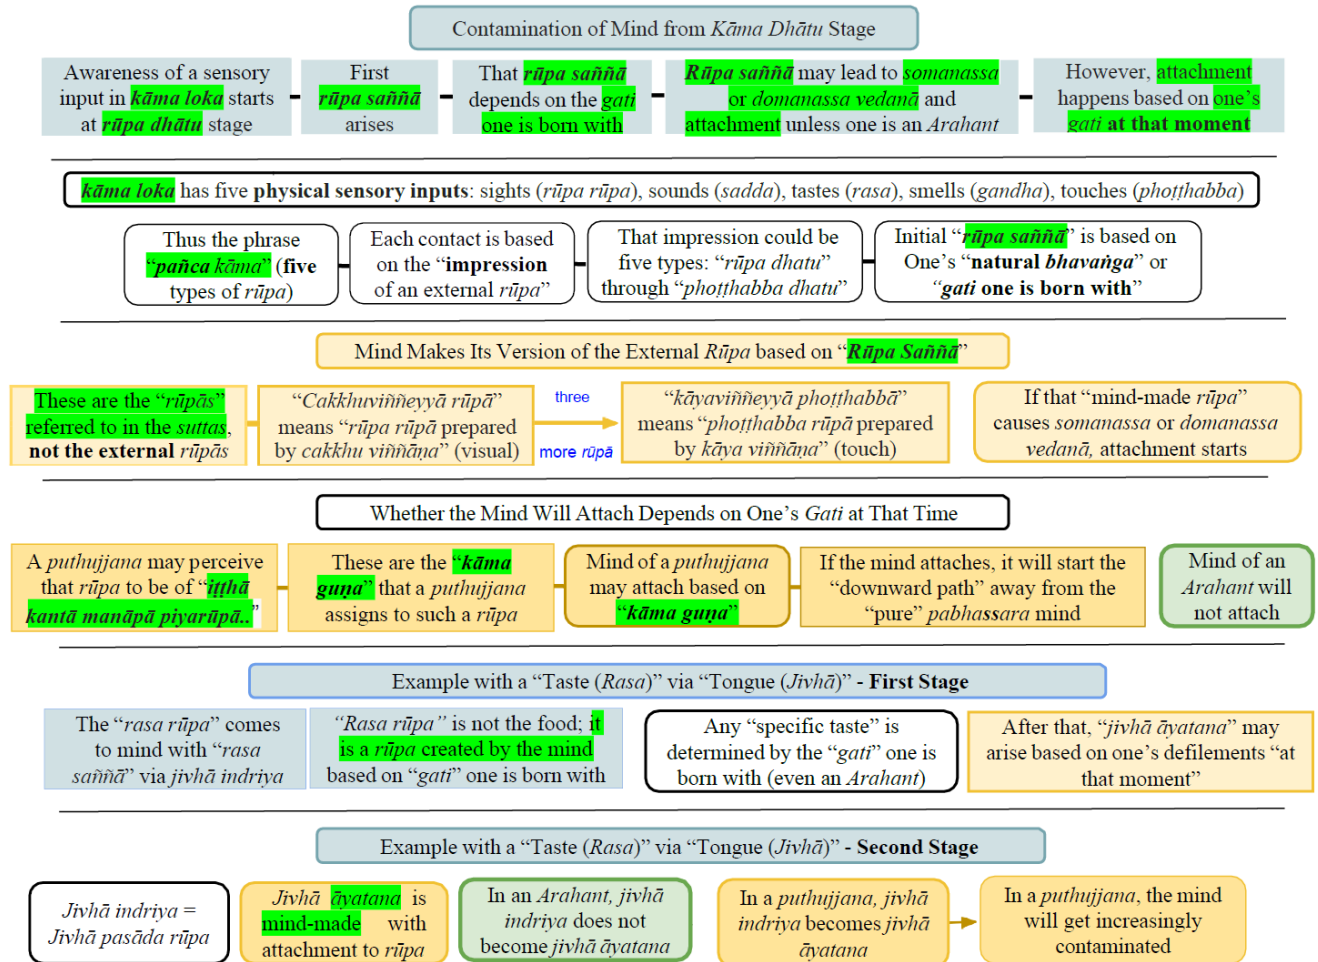 Contamination of Mind from Kāma Dhātu Stage
Awareness of a sensory
input in kāma loka starts
at rūpa dhātu stage
First
rūpa saññā
arises
That rūpa saññā
depends on the gati
one is born with
Rūpa saññā may lead to somanassa
or domanassa vedanā and
attachment unless one is an Arahant
However, attachment
happens based on one's
gati at that moment
kāma loka has five physical sensory inputs: sights (rūpa rūpa), sounds (sadda), tastes (rasa), smells (gandha), touches (phoṭṭhabba)
Thus the phrase
“pañca kāma” (five
types of rūpa)
Each contact is based
on the “impression
of an external rūpa”
That impression could be
five types: “rūpa dhatu”
through “phoṭṭhabba dhatu”
Initial “rūpa saññā” is based on
One's “natural bhavaṅga” or
“gati one is born with”
Mind Makes Its Version of the External Rūpa based on “Rūpa Saññā”
These are the “rūpās”
referred to in the suttas,
not the external rūpās
“Cakkhuviññeyyā rūpā”
means “rūpa rūpā prepared
by cakkhu viññāṇa” (visual)
three
more rūpā
“kāyaviññeyyā phoṭṭhabbā”
means “phoṭṭhabba rūpā prepared
by kāya viññāṇa” (touch)
If that “mind-made rūpa”
causes somanassa or domanassa
vedanā, attachment starts
Whether the Mind Will Attach Depends on One's Gati at That Time
A puthujjana may perceive
that rūpa to be of “iṭṭhā
kantā manāpā piyarūpā..”
These are the “kāma
guṇa” that a puthujjana
assigns to such a rūpa
Mind of a puthujjana
may attach based on
“kāma guṇa”
If the mind attaches, it will start the
“downward path” away from the
“pure” pabhassara mind
Mind of an
Arahant will
not attach
Example with a “Taste (Rasa)” via “Tongue (Jivhā)” - First Stage
The “rasa rūpa” comes
to mind with “rasa
saññā” via jivhā indriya
“Rasa rūpa” is not the food; it
is a rūpa created by the mind
based on “gati” one is born with
Any “specific taste” is
determined by the “gati” one is
born with (even an Arahant)
After that, “jivhā āyatana” may
arise based on one's defilements “at
that moment”
Example with a “Taste (Rasa)” via “Tongue (Jivhā)” - Second Stage
Jivhā indriya =
Jivhā pasāda rūpa
Jivhā āyatana is
mind-made with
attachment to rūpa
In an Arahant, jivhā
indriya does not
become jivhā āyatana
In a puthujjana, jivhā
indriya becomes jivhā
āyatana
In a puthujjana, the mind
will get increasingly
contaminated